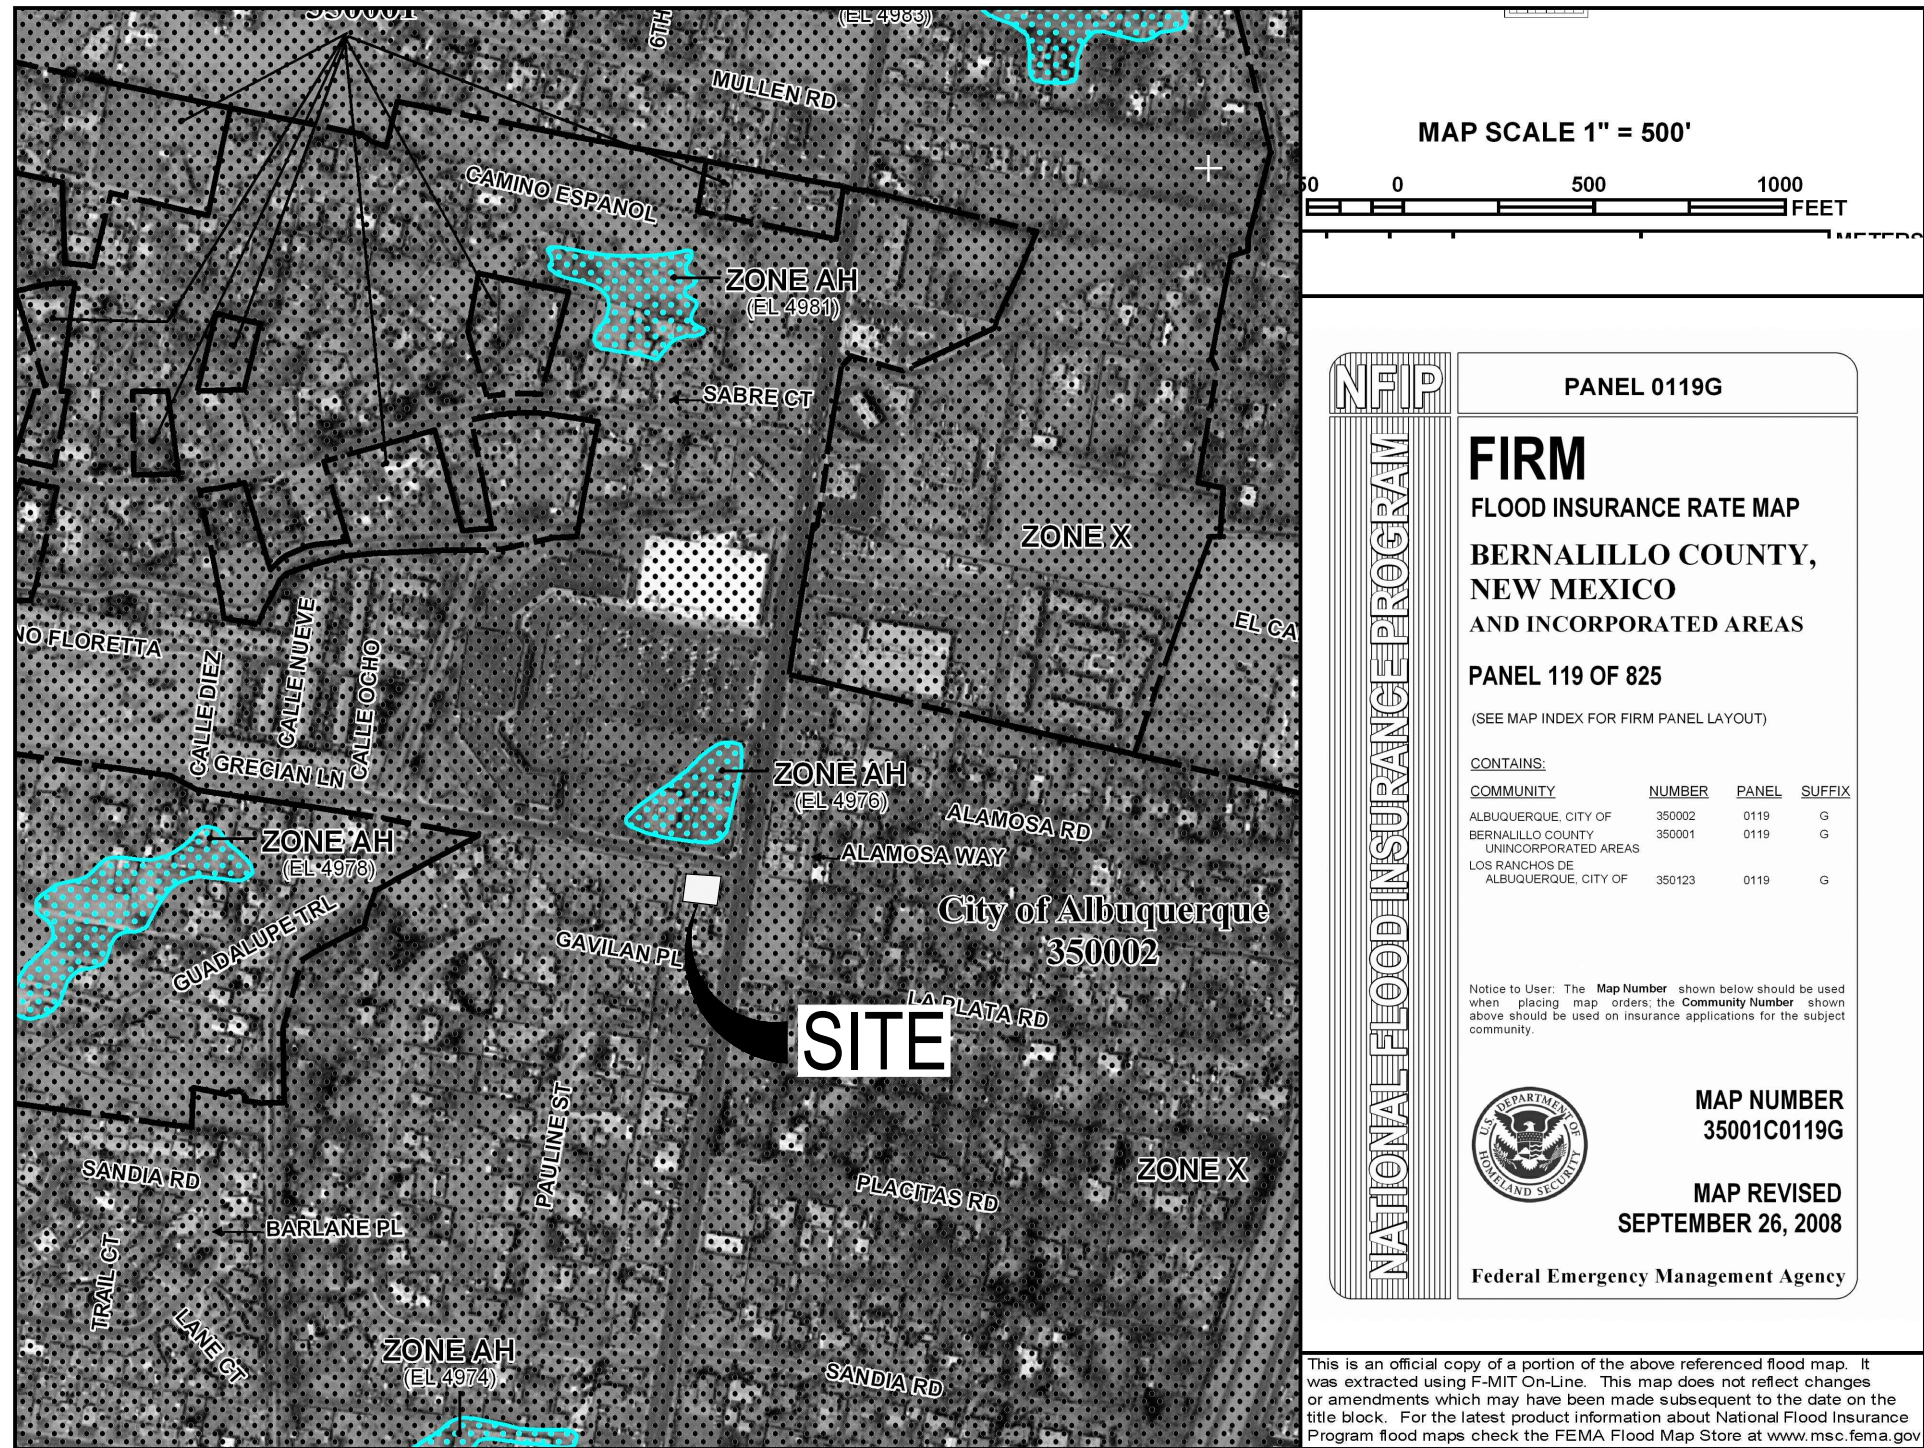 350001
(EL 4983)
6TH
MULLEN RD
CAMINO ESPANOL
ZONE AH
(EL 4981)
SABRE CT
ZONE X
EL CA
NO FLORETTA
CALLE DIEZ
CALLE NUEVE
CALLE OCHO
GRECIAN LN
ZONE AH
(EL 4976)
ALAMOSA RD
ALAMOSA WAY
ZONE AH
(EL 4978)
GUADALUPE TRL
City of Albuquerque
350002
GAVILAN PL
LA PLATA RD
SITE
PAULINE ST
PLACITAS RD
ZONE X
SANDIA RD
BARLANE PL
TRAIL CT
LANE CT
ZONE AH
(EL 4974)
SANDIA RD
MAP SCALE 1" = 500'
50 0 500 1000
FEET
METERS
NFIP
NATIONAL FLOOD INSURANCE PROGRAM
PANEL 0119G
FIRM
FLOOD INSURANCE RATE MAP
BERNALILLO COUNTY,
NEW MEXICO
AND INCORPORATED AREAS
PANEL 119 OF 825
(SEE MAP INDEX FOR FIRM PANEL LAYOUT)
CONTAINS:
COMMUNITY NUMBER PANEL SUFFIX
ALBUQUERQUE, CITY OF 350002 0119 G
BERNALILLO COUNTY 350001 0119 G
UNINCORPORATED AREAS
LOS RANCHOS DE
ALBUQUERQUE, CITY OF 350123 0119 G
Notice to User: The Map Number shown below should be used
when placing map orders; the Community Number shown
above should be used on insurance applications for the subject
community.
U.S. DEPARTMENT OF
HOMELAND SECURITY
MAP NUMBER
35001C0119G
MAP REVISED
SEPTEMBER 26, 2008
Federal Emergency Management Agency
This is an official copy of a portion of the above referenced flood map. It
was extracted using F-MIT On-Line. This map does not reflect changes
or amendments which may have been made subsequent to the date on the
title block. For the latest product information about National Flood Insurance
Program flood maps check the FEMA Flood Map Store at www.msc.fema.gov